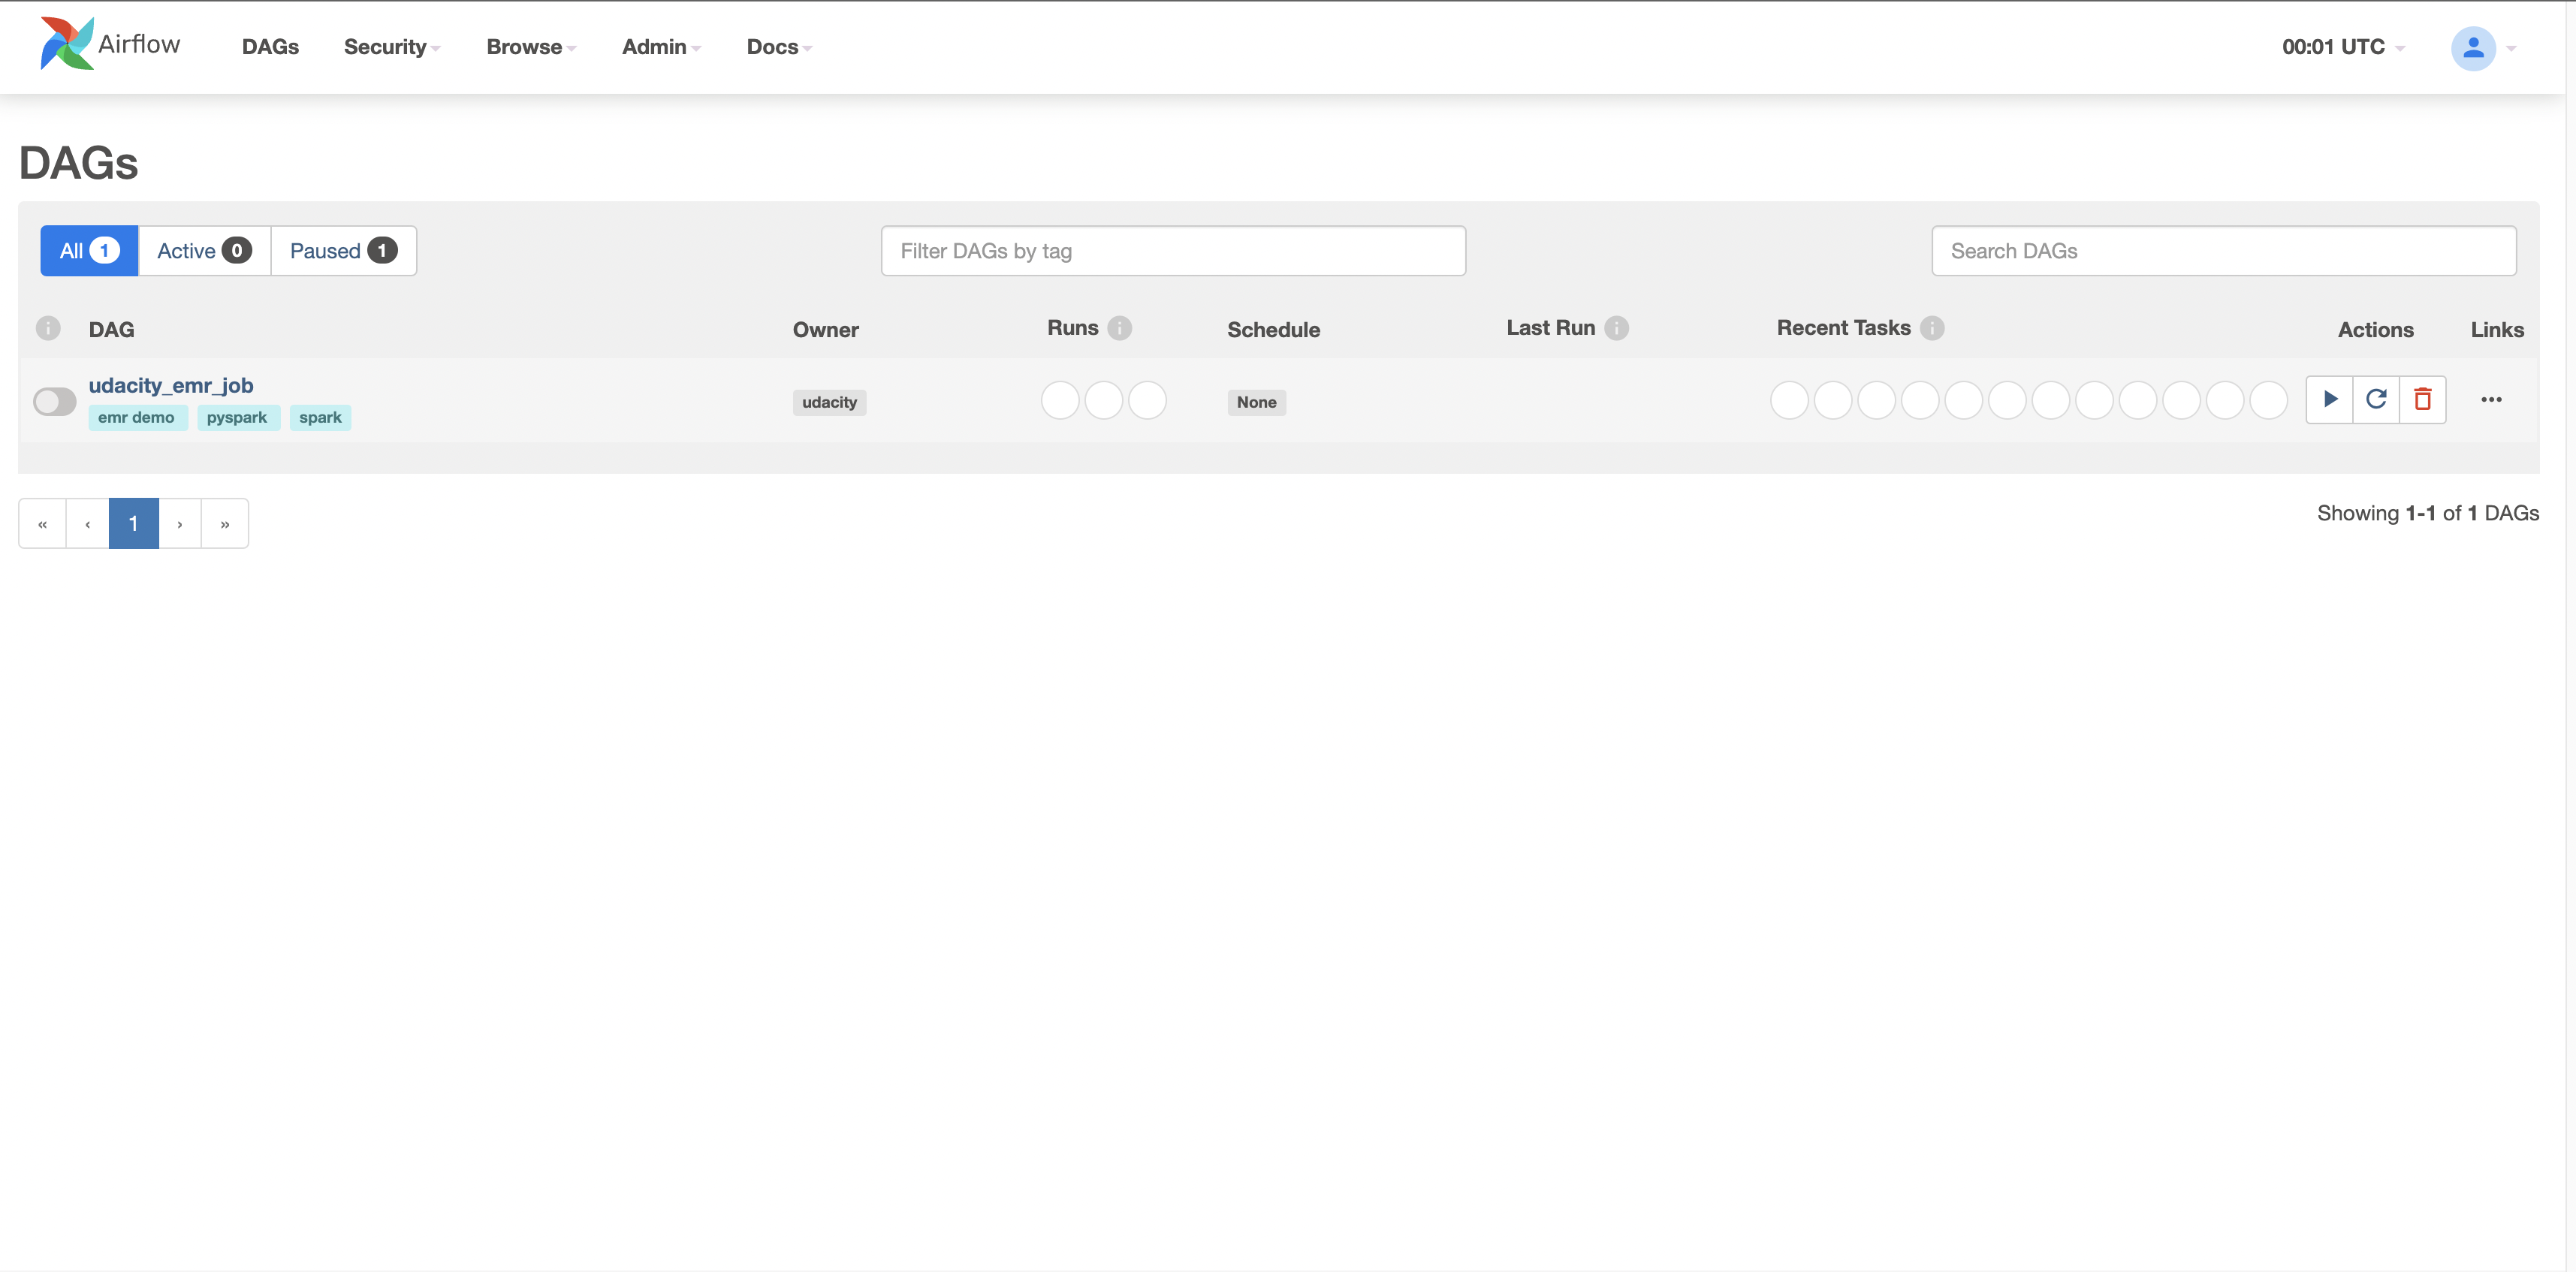 Airflow DAGs Security Browse Admin Docs 00:01 UTC
DAGs
All 1 Active 0 Paused 1 Filter DAGs by tag Search DAGs
i DAG Owner Runs i Schedule Last Run i Recent Tasks i Actions Links
udacity_emr_job
udacity None
emr demo pyspark spark
« ‹ 1 › »
Showing 1-1 of 1 DAGs